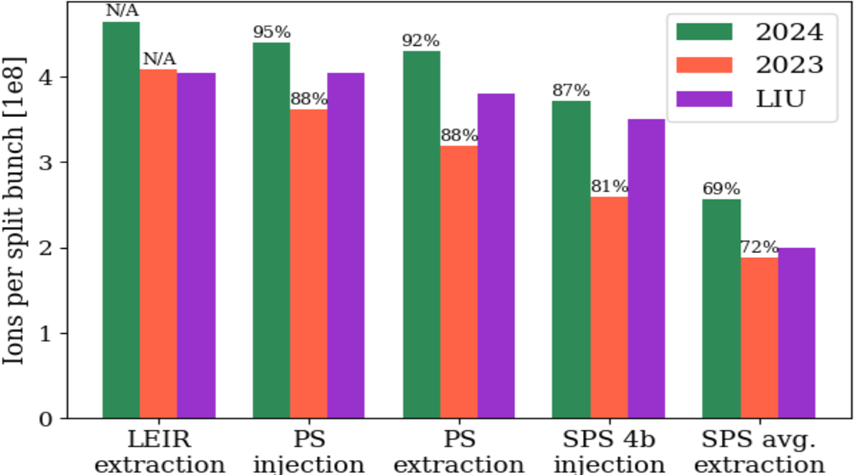 N/A
N/A
95%
88%
92%
88%
87%
81%
69%
72%
2024
2023
LIU
Ions per split bunch [1e8]
4
3
2
1
0
LEIR
extraction
PS
injection
PS
extraction
SPS 4b
injection
SPS avg.
extraction